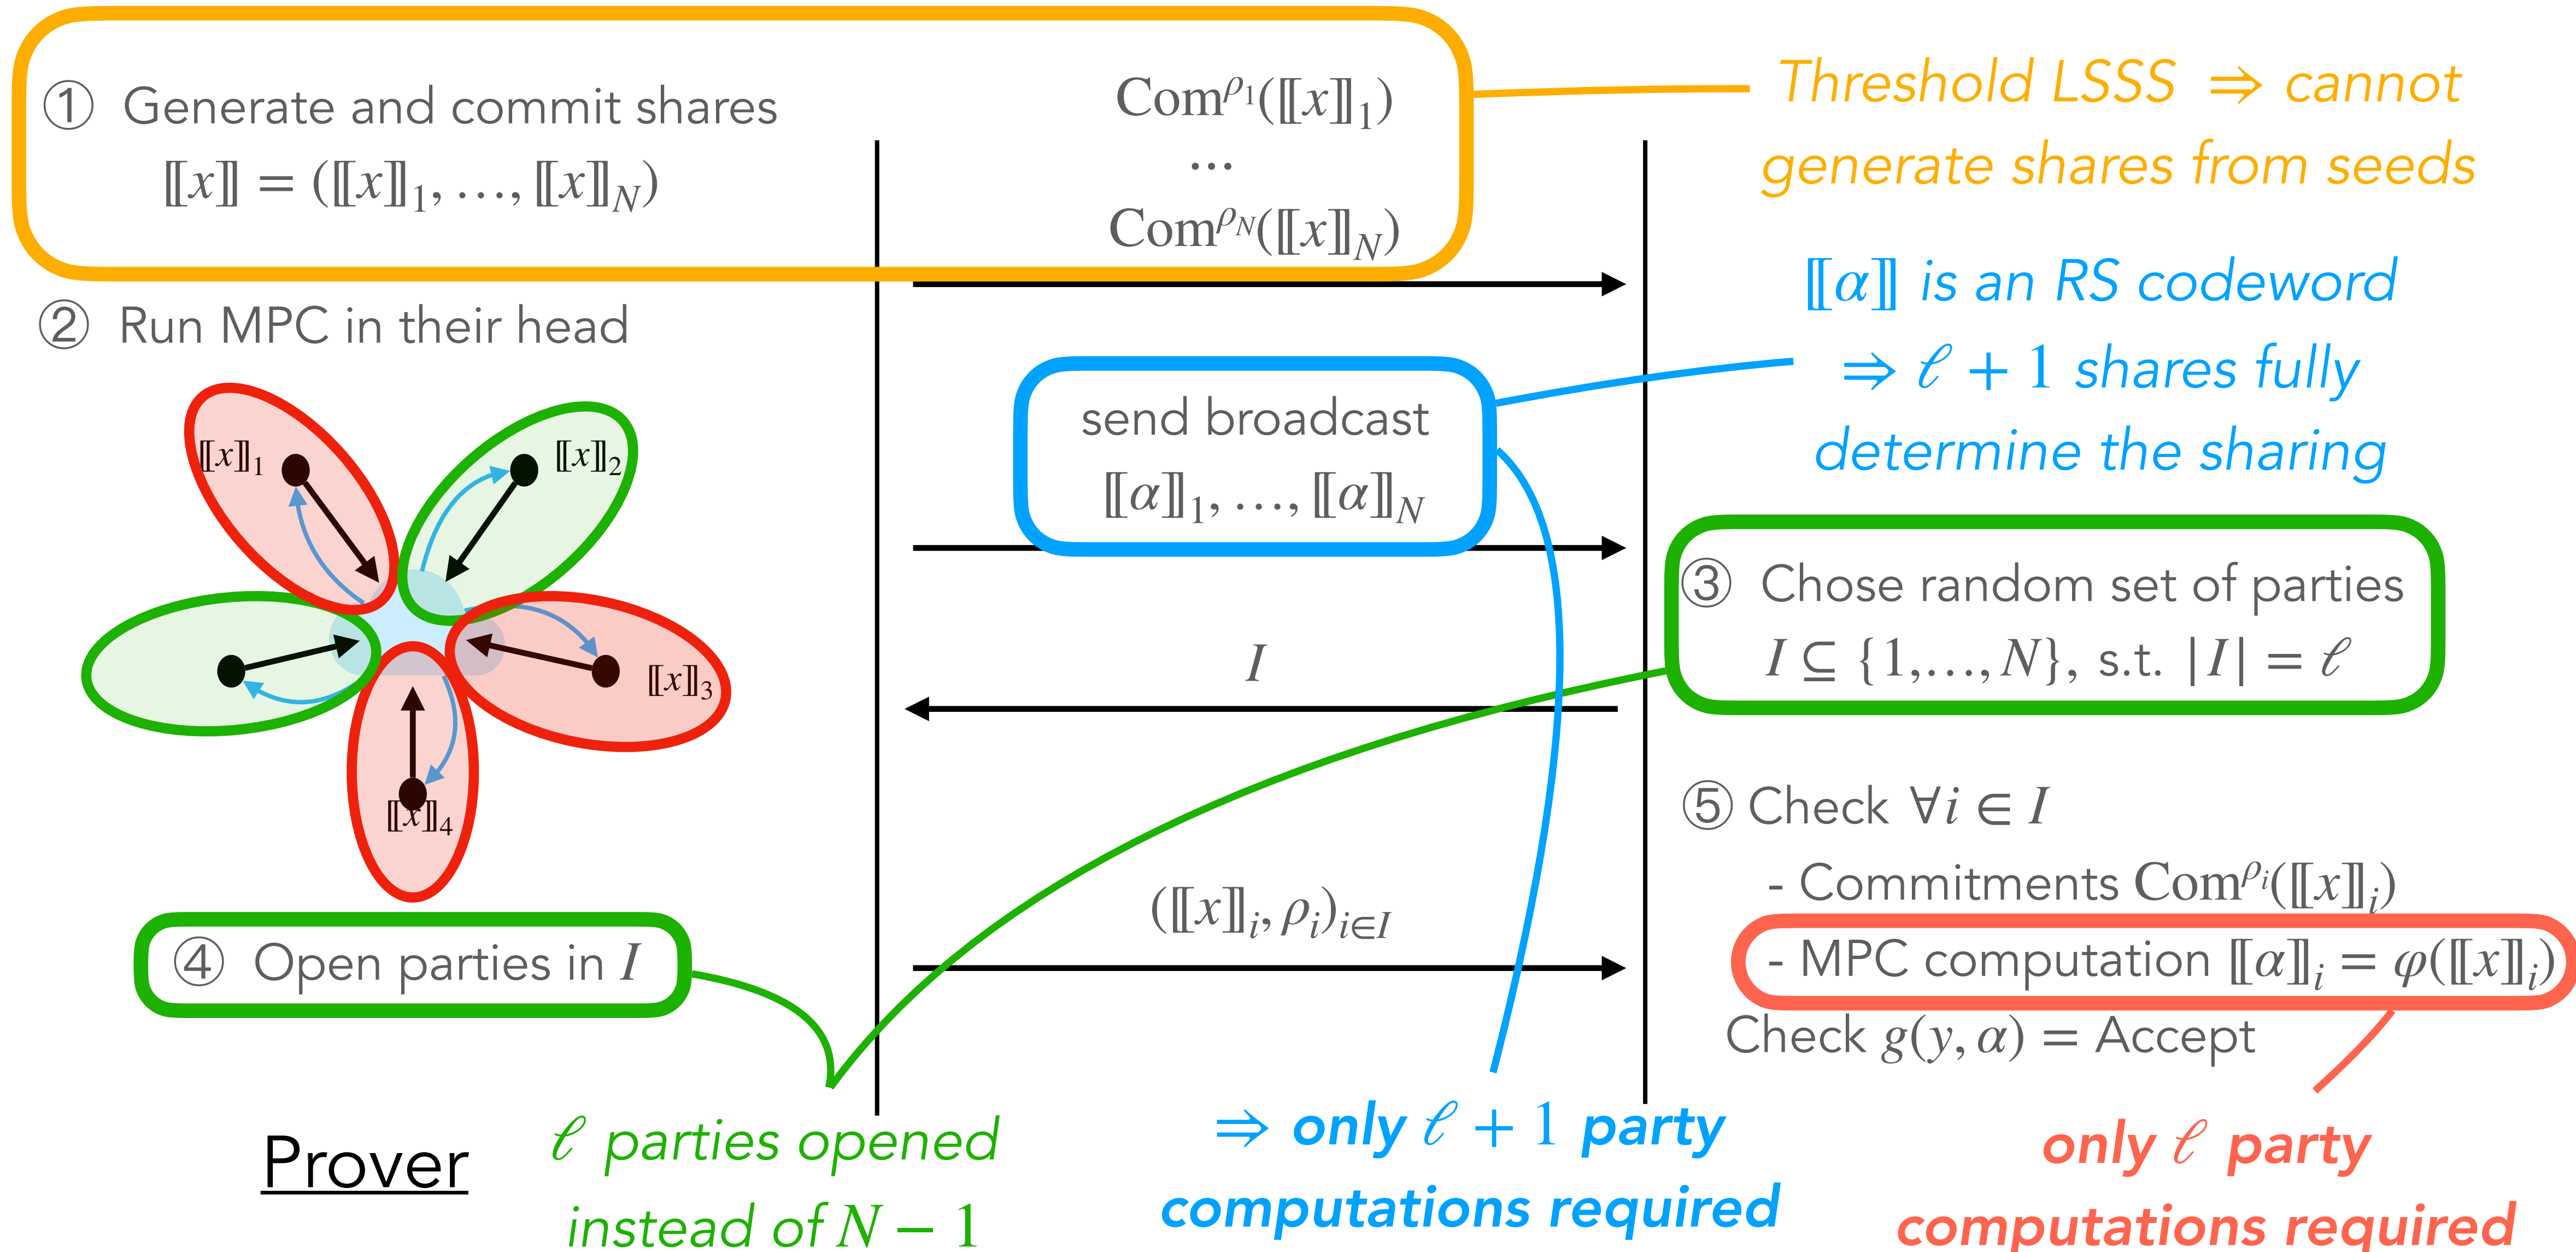 ① Generate and commit shares
⟦x⟧ = (⟦x⟧₁, …, ⟦x⟧_N)
Com^{ρ₁}(⟦x⟧₁)
…
Com^{ρ_N}(⟦x⟧_N)
Threshold LSSS ⇒ cannot
generate shares from seeds
② Run MPC in their head
⟦x⟧₁
⟦x⟧₂
⟦x⟧₃
⟦x⟧₄
send broadcast
⟦α⟧₁, …, ⟦α⟧_N
⟦α⟧ is an RS codeword
⇒ ℓ + 1 shares fully
determine the sharing
③ Chose random set of parties
I ⊆ {1,…, N}, s.t. |I| = ℓ
I
④ Open parties in I
(⟦x⟧ᵢ, ρᵢ)_{i∈I}
⑤ Check ∀i ∈ I
- Commitments Com^{ρᵢ}(⟦x⟧ᵢ)
- MPC computation ⟦α⟧ᵢ = φ(⟦x⟧ᵢ)
Check g(y, α) = Accept
Prover
ℓ parties opened
instead of N − 1
⇒ only ℓ + 1 party
computations required
only ℓ party
computations required